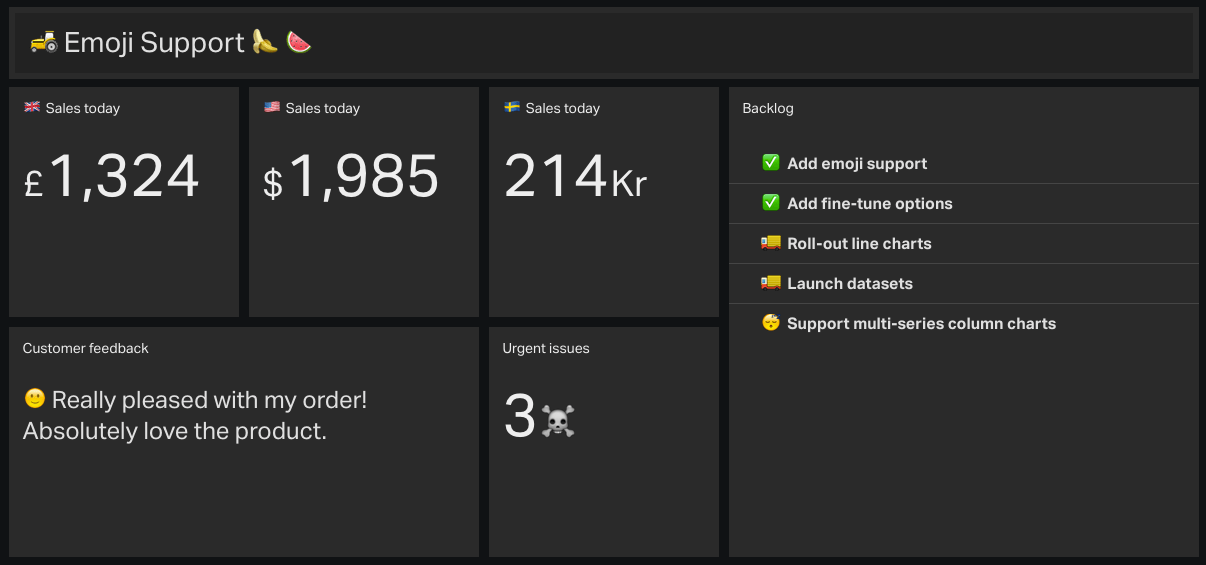 🚜 Emoji Support 🍌 🍉
🇬🇧 Sales today
£1,324
🇺🇸 Sales today
$1,985
🇸🇪 Sales today
214Kr
Backlog
✅ Add emoji support
✅ Add fine-tune options
🚛 Roll-out line charts
🚛 Launch datasets
😴 Support multi-series column charts
Customer feedback
🙂 Really pleased with my order!
Absolutely love the product.
Urgent issues
3☠️